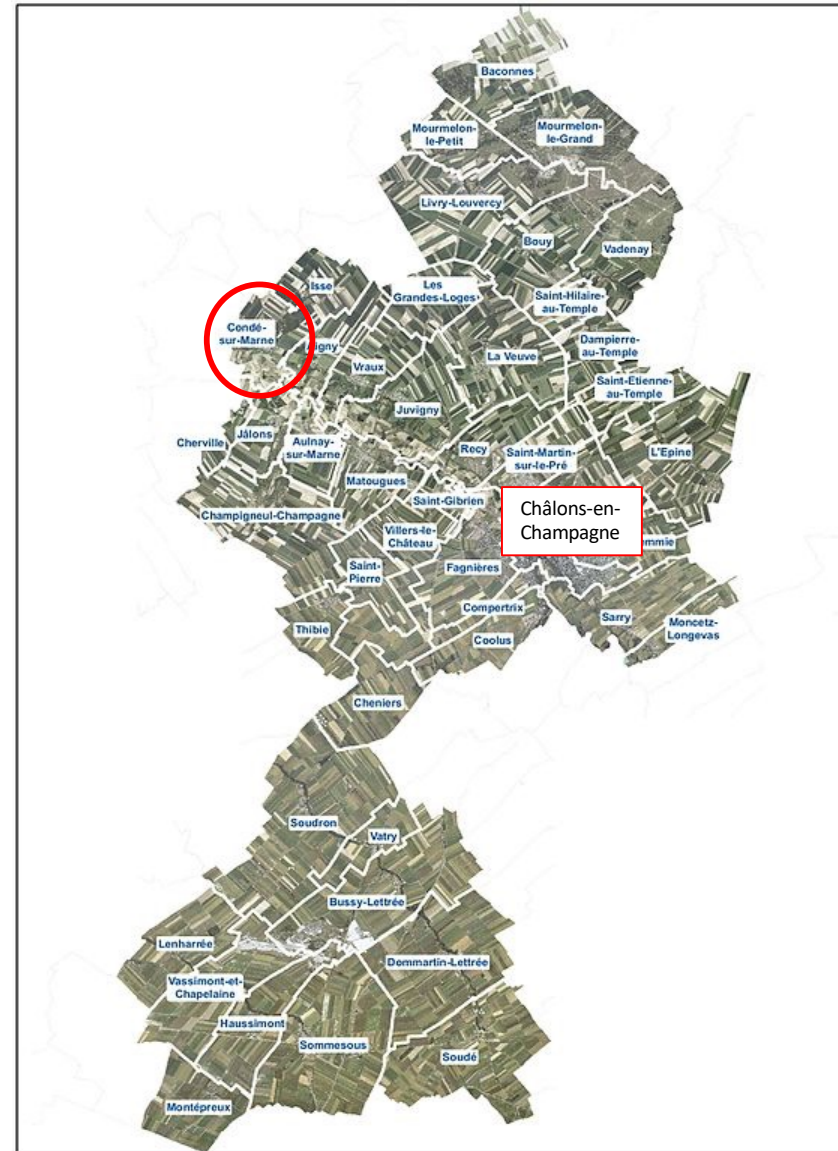 Baconnes
Mourmelon-
le-Petit
Mourmelon-
le-Grand
Livry-Louvercy
Bouy
Vadenay
Isse
Les
Grandes-Loges
Saint-Hilaire-
au-Temple
Condé-
sur-Marne
Vraux
La Veuve
Dampierre-
au-Temple
Saint-Etienne-
au-Temple
Juvigny
Cherville
Jâlons
Aulnay-
sur-Marne
Recy
Saint-Martin-
sur-le-Pré
L'Epine
Matougues
Saint-Gibrien
Champigneul-Champagne
Châlons-en-
Champagne
Villers-le-
Château
Saint-
Pierre
Fagnières
Compertrix
Sarry
Moncetz-
Longevas
Thibie
Coolus
Cheniers
Soudron
Vatry
Bussy-Lettrée
Lenharrée
Dommartin-Lettrée
Vassimont-et-
Chapelaine
Haussimont
Sommesous
Soudé
Montépreux